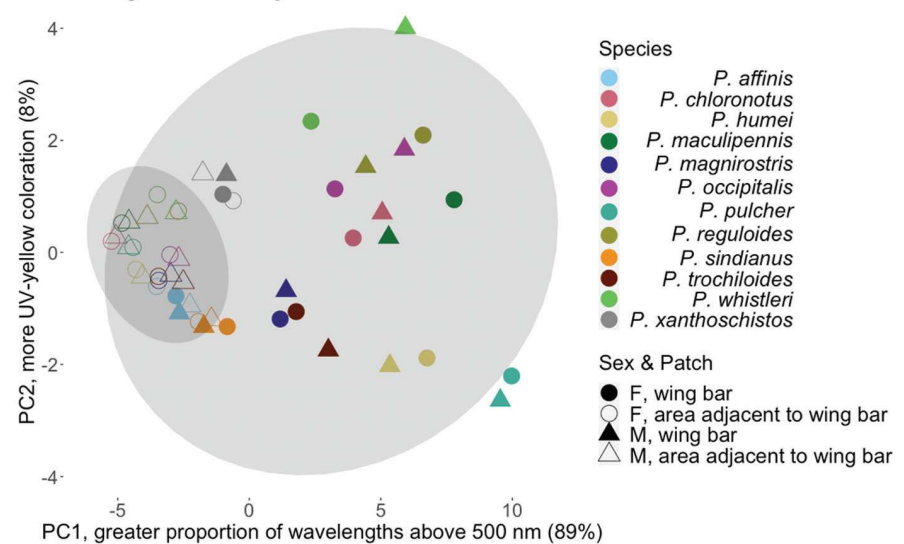 4
2
0
-2
-4
-5
0
5
10
PC2, more UV-yellow coloration (8%)
PC1, greater proportion of wavelengths above 500 nm (89%)
Species
P. affinis
P. chloronotus
P. humei
P. maculipennis
P. magnirostris
P. occipitalis
P. pulcher
P. reguloides
P. sindianus
P. trochiloides
P. whistleri
P. xanthoschistos
Sex & Patch
F, wing bar
F, area adjacent to wing bar
M, wing bar
M, area adjacent to wing bar